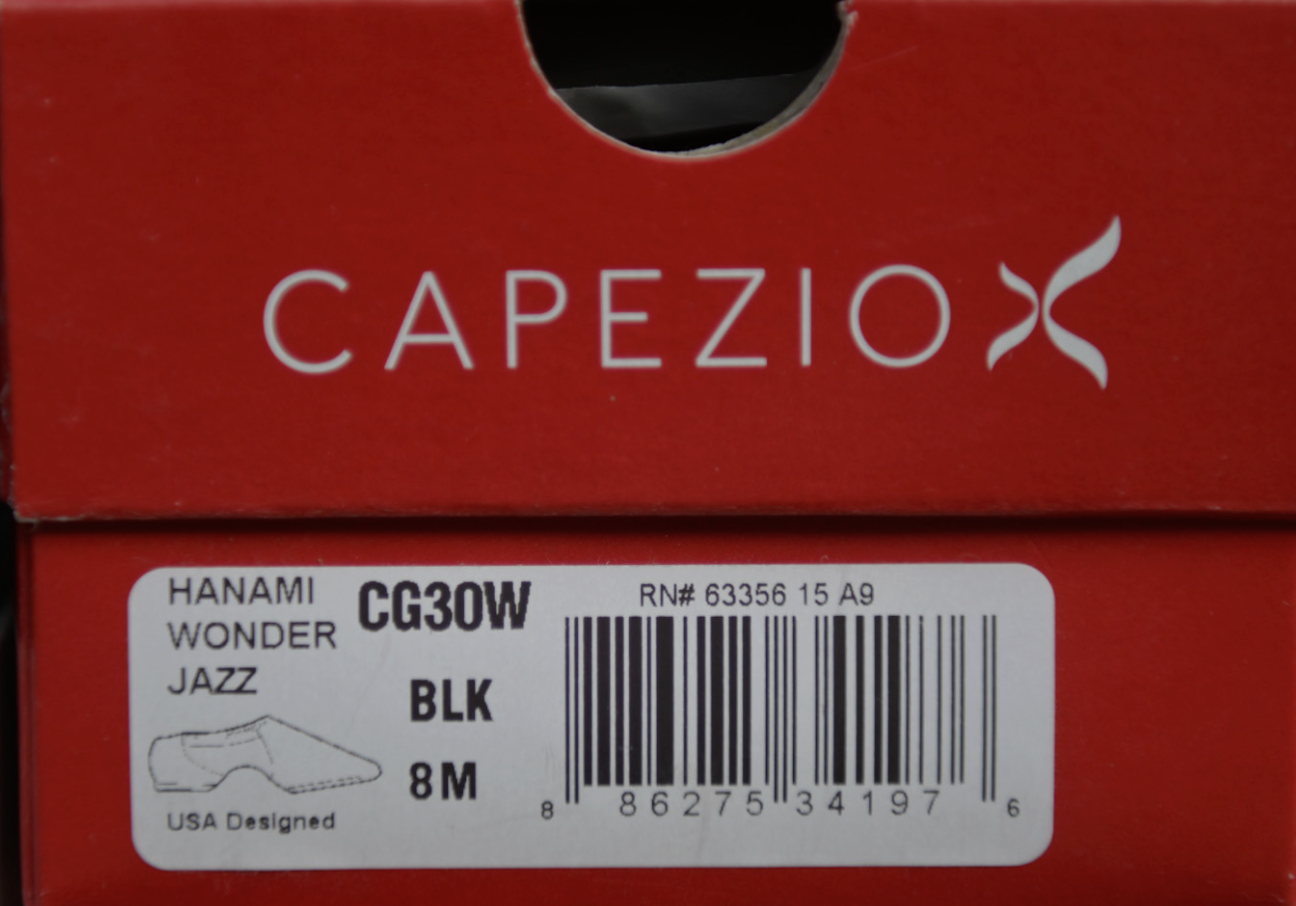 CAPEZIO
HANAMI
WONDER
JAZZ
CG30W
BLK
8M
USA Designed
RN# 63356 15 A9
8 86275 34197 6